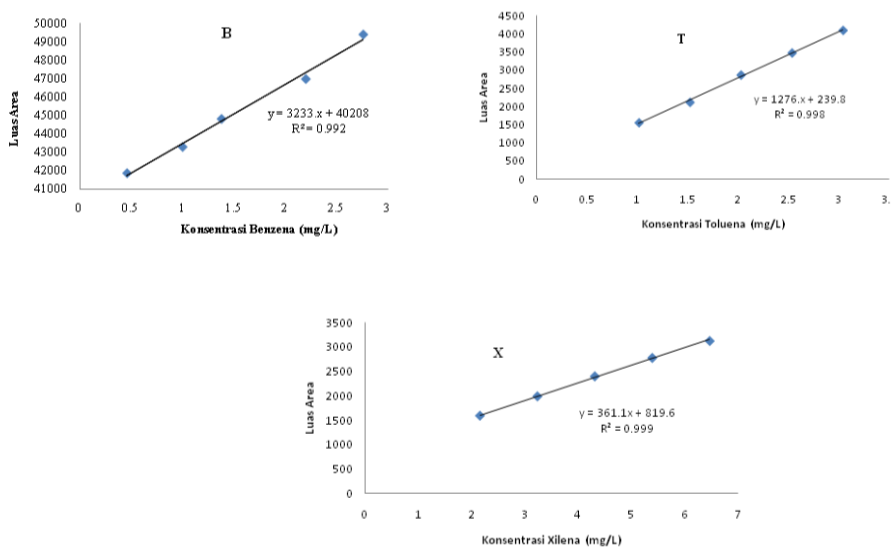 B
50000
49000
48000
47000
46000
45000
44000
43000
42000
41000
Luas Area
y = 3233.x + 40208
R² = 0.992
0 0.5 1 1.5 2 2.5 3
Konsentrasi Benzena (mg/L)
T
4500
4000
3500
3000
2500
2000
1500
1000
500
0
Luas Area
y = 1276.x + 239.8
R² = 0.998
0 0.5 1 1.5 2 2.5 3 3.
Konsentrasi Toluena (mg/L)
X
3500
3000
2500
2000
1500
1000
500
0
Luas Area
y = 361.1x + 819.6
R² = 0.999
0 1 2 3 4 5 6 7
Konsentrasi Xilena (mg/L)